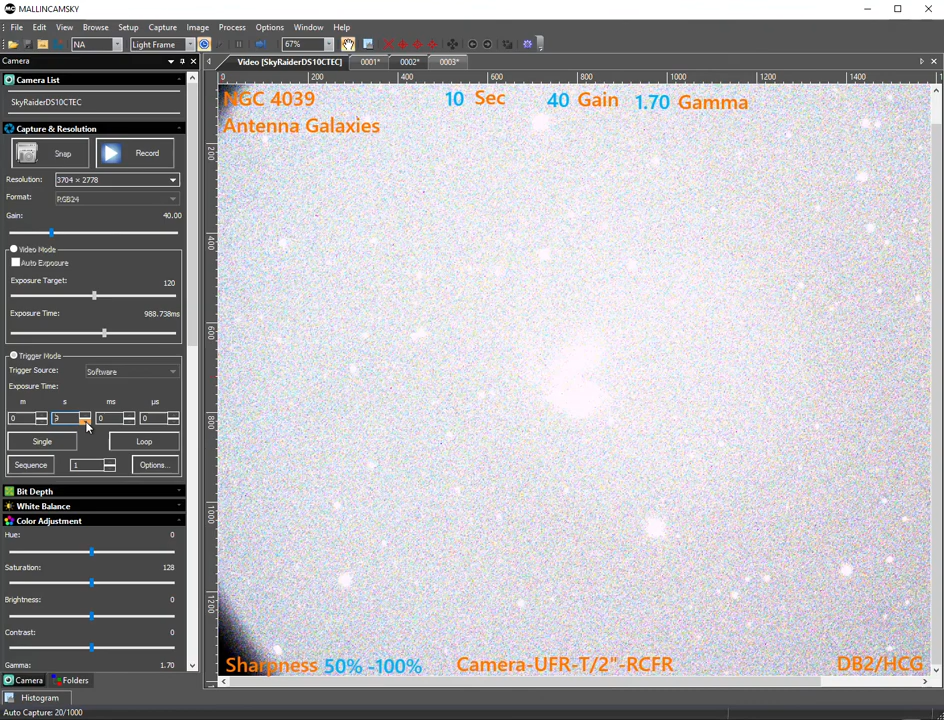 MALLINCAMSKY
File Edit View Browse Setup Capture Image Process Options Window Help
NA Light Frame 67%
Camera
Video [SkyRaiderDS10CTEC] 0001* 0002* 0003*
Camera List
SkyRaiderDS10CTEC
Capture & Resolution
Snap Record
Resolution: 3704 × 2778
Format: RGB24
Gain: 40.00
Video Mode
Auto Exposure
Exposure Target: 120
Exposure Time: 988.738ms
Trigger Mode
Trigger Source: Software
Exposure Time:
m s ms µs
0 0 0
Single Loop
Sequence 1 Options...
Bit Depth
White Balance
Color Adjustment
Hue: 0
Saturation: 128
Brightness: 0
Contrast: 0
Gamma: 1.70
Camera Folders
Histogram
Auto Capture: 20/1000
0 200 400 600 800 1000 1200 1400
200
400
600
800
1000
1200
NGC 4039 10 Sec 40 Gain 1.70 Gamma
Antenna Galaxies
Sharpness 50% -100% Camera-UFR-T/2"-RCFR DB2/HCG